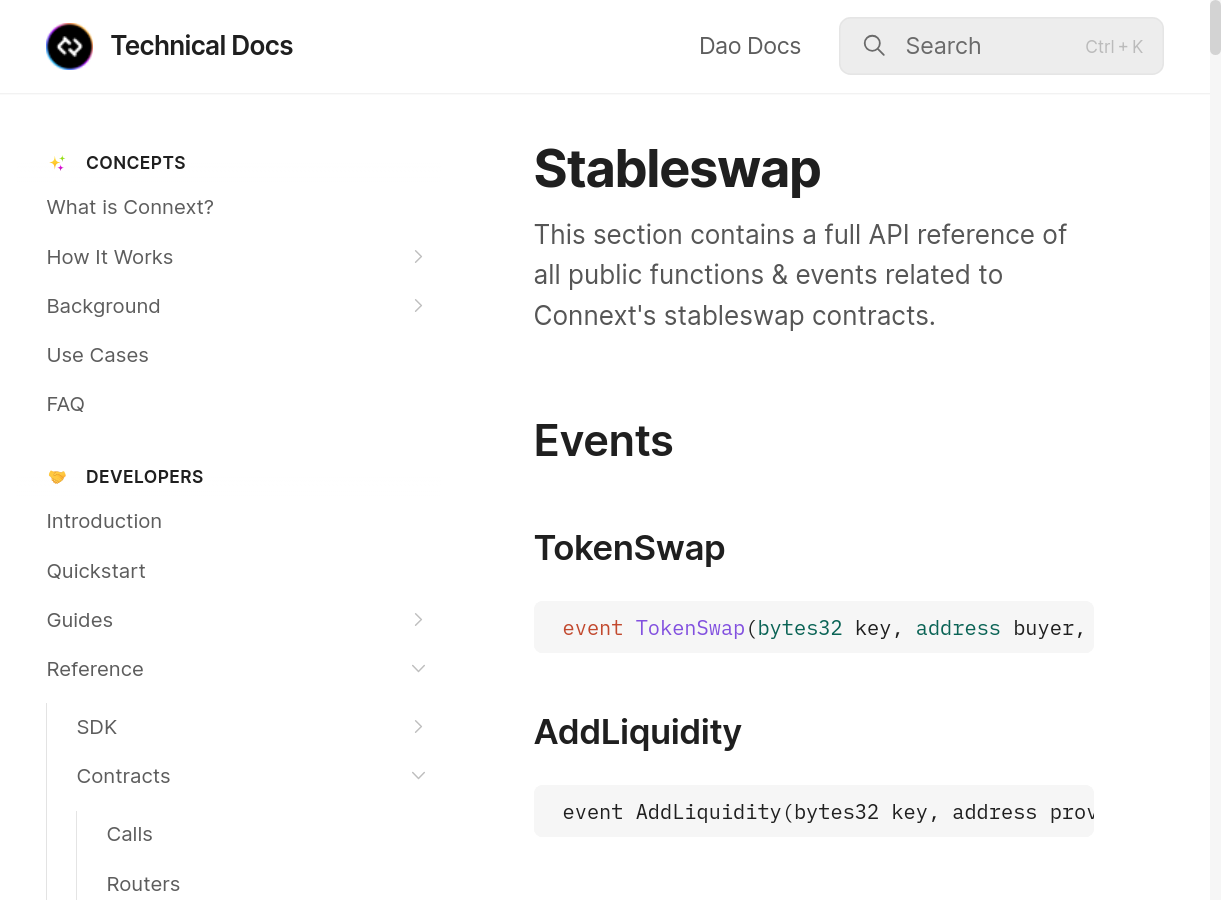 Technical Docs
Dao Docs
Search
Ctrl + K
CONCEPTS
What is Connext?
How It Works
Background
Use Cases
FAQ
DEVELOPERS
Introduction
Quickstart
Guides
Reference
SDK
Contracts
Calls
Routers
Stableswap
This section contains a full API reference of
all public functions & events related to
Connext's stableswap contracts.
Events
TokenSwap
event TokenSwap(bytes32 key, address buyer,
AddLiquidity
event AddLiquidity(bytes32 key, address prov